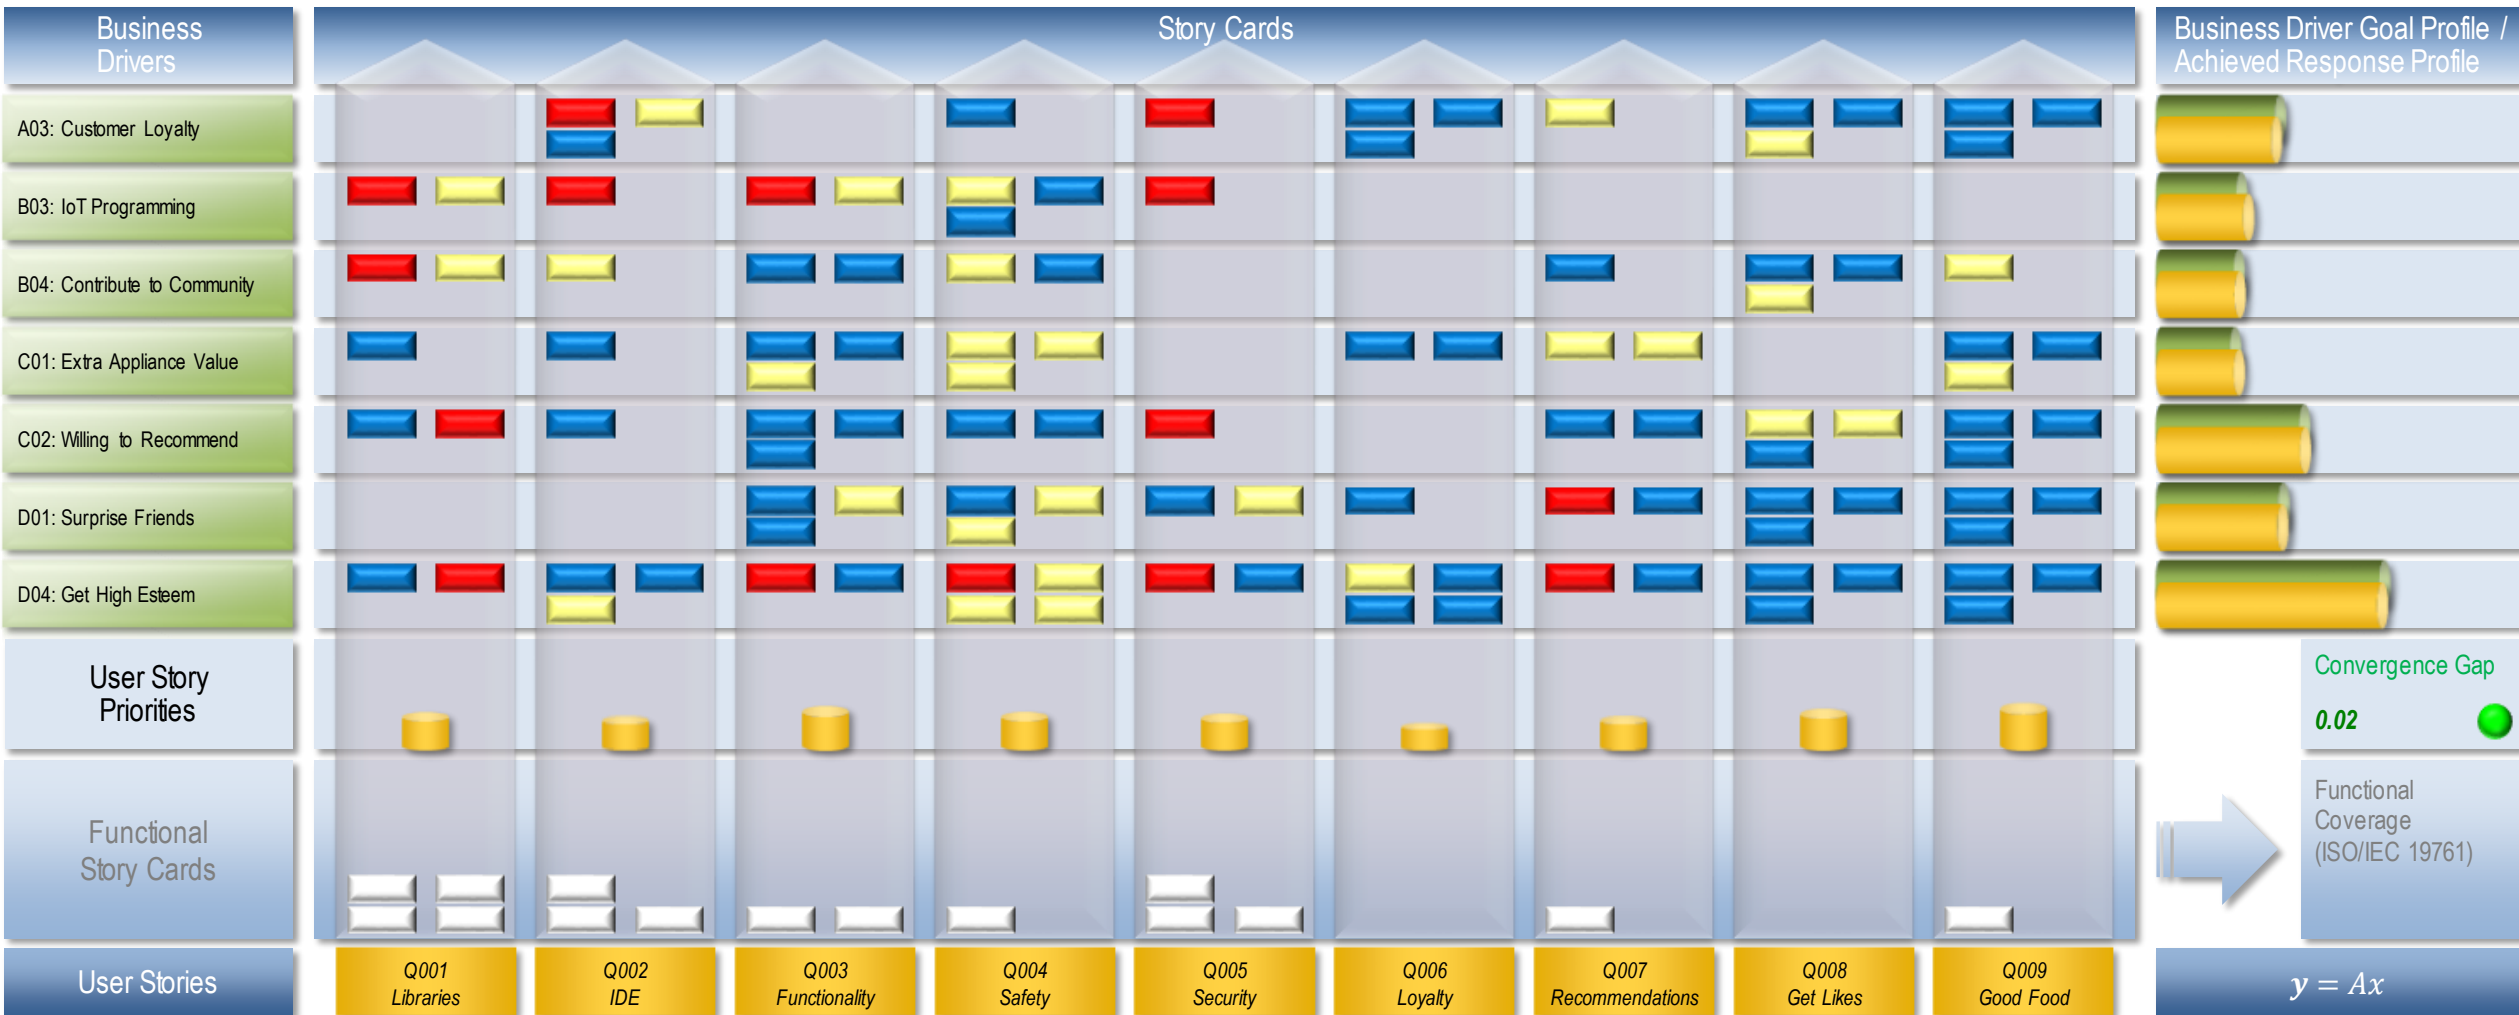 Business
Drivers
Story Cards
Business Driver Goal Profile /
Achieved Response Profile
A03: Customer Loyalty
B03: IoT Programming
B04: Contribute to Community
C01: Extra Appliance Value
C02: Willing to Recommend
D01: Surprise Friends
D04: Get High Esteem
User Story
Priorities
Convergence Gap
0.02
Functional
Story Cards
Functional
Coverage
(ISO/IEC 19761)
User Stories
Q001
Libraries
Q002
IDE
Q003
Functionality
Q004
Safety
Q005
Security
Q006
Loyalty
Q007
Recommendations
Q008
Get Likes
Q009
Good Food
y = Ax